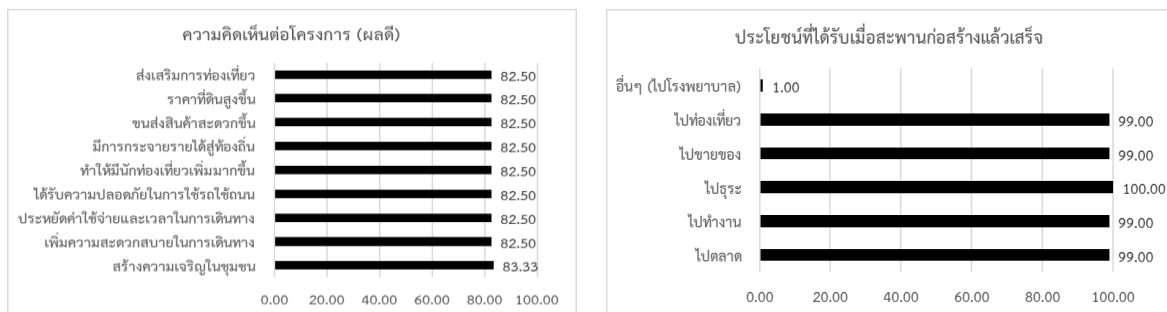 ความคิดเห็นต่อโครงการ (ผลดี)
ส่งเสริมการท่องเที่ยว 82.50
ราคาที่ดินสูงขึ้น 82.50
ขนส่งสินค้าสะดวกขึ้น 82.50
มีการกระจายรายได้สู่ท้องถิ่น 82.50
ทำให้มีนักท่องเที่ยวเพิ่มมากขึ้น 82.50
ได้รับความปลอดภัยในการใช้รถใช้ถนน 82.50
ประหยัดค่าใช้จ่ายและเวลาในการเดินทาง 82.50
เพิ่มความสะดวกสบายในการเดินทาง 82.50
สร้างความเจริญในชุมชน 83.33
0.00 20.00 40.00 60.00 80.00 100.00
ประโยชน์ที่ได้รับเมื่อสะพานก่อสร้างแล้วเสร็จ
อื่นๆ (ไปโรงพยาบาล) 1.00
ไปท่องเที่ยว 99.00
ไปขายของ 99.00
ไปธุระ 100.00
ไปทำงาน 99.00
ไปตลาด 99.00
0.00 20.00 40.00 60.00 80.00 100.00